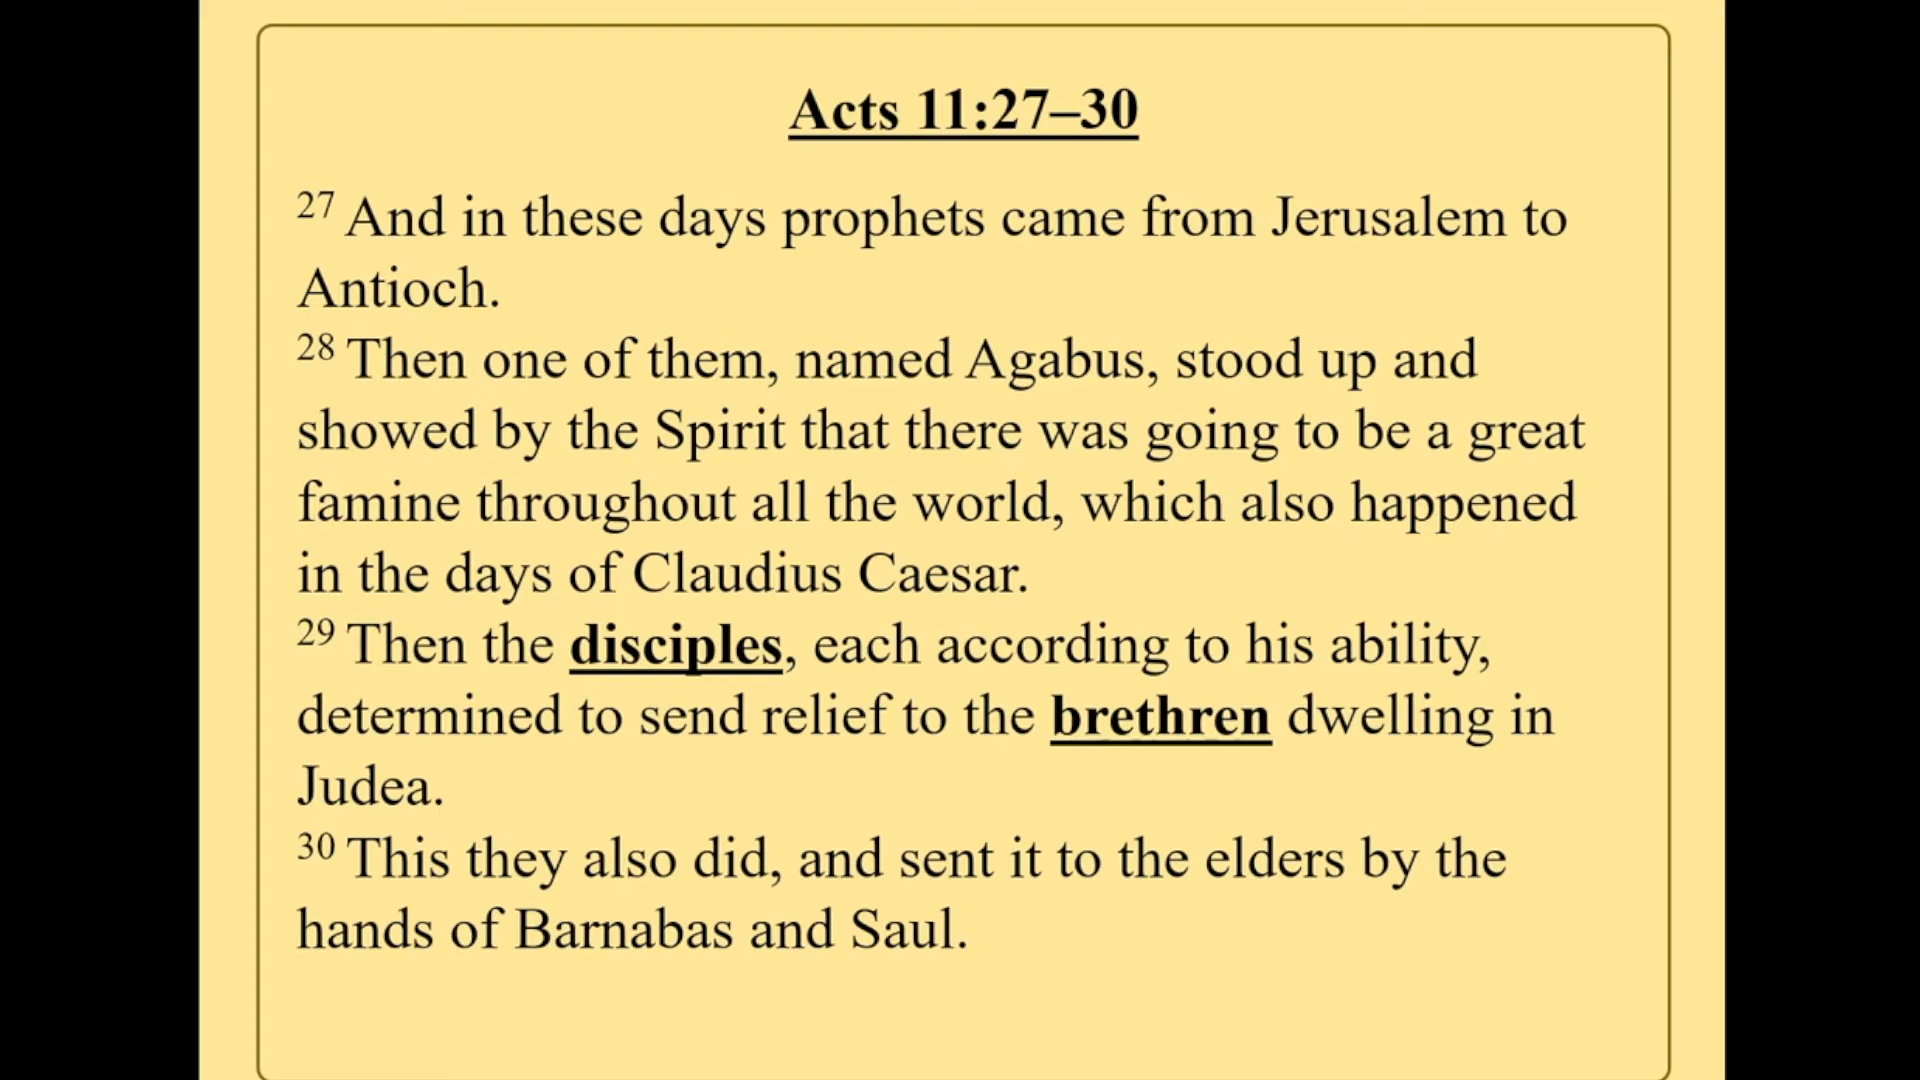 Acts 11:27–30
27 And in these days prophets came from Jerusalem to
Antioch.
28 Then one of them, named Agabus, stood up and
showed by the Spirit that there was going to be a great
famine throughout all the world, which also happened
in the days of Claudius Caesar.
29 Then the disciples, each according to his ability,
determined to send relief to the brethren dwelling in
Judea.
30 This they also did, and sent it to the elders by the
hands of Barnabas and Saul.